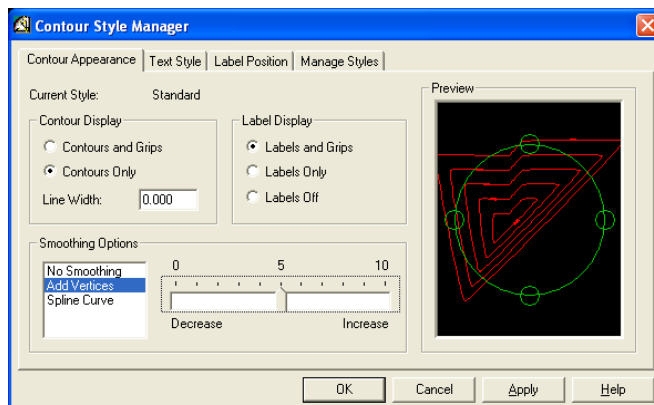 Contour Style Manager
Contour Appearance Text Style Label Position Manage Styles
Current Style: Standard
Contour Display
Contours and Grips
Contours Only
Line Width: 0.000
Label Display
Labels and Grips
Labels Only
Labels Off
Smoothing Options
No Smoothing
Add Vertices
Spline Curve
0 5 10
Decrease Increase
Preview
OK Cancel Apply Help